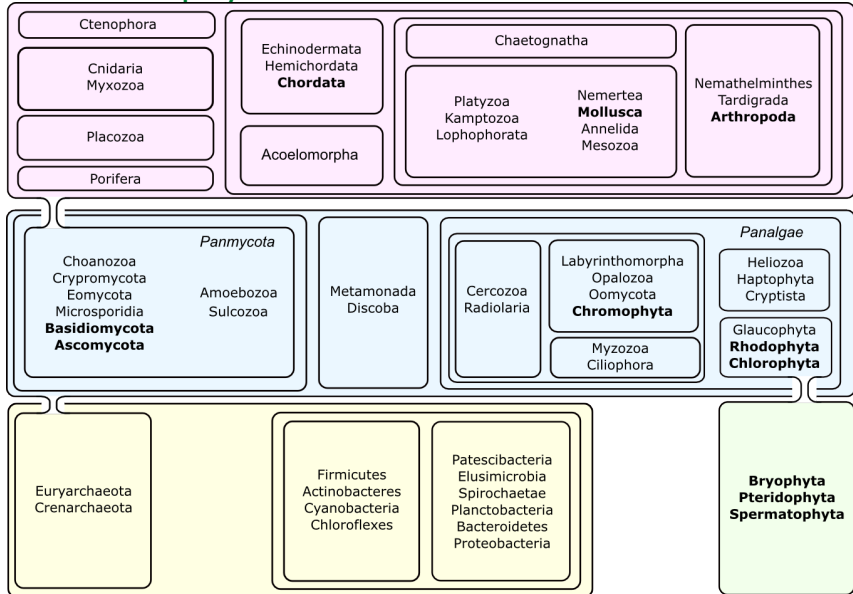 Ctenophora
Cnidaria
Myxozoa
Placozoa
Porifera
Echinodermata
Hemichordata
Chordata
Acoelomorpha
Chaetognatha
Platyzoa
Kamptozoa
Lophophorata
Nemertea
Mollusca
Annelida
Mesozoa
Nemathelminthes
Tardigrada
Arthropoda
Panmycota
Choanozoa
Crypromycota
Eomycota
Microsporidia
Basidiomycota
Ascomycota
Amoebozoa
Sulcozoa
Metamonada
Discoba
Panalgae
Cercozoa
Radiolaria
Labyrinthomorpha
Opalozoa
Oomycota
Chromophyta
Myzozoa
Ciliophora
Heliozoa
Haptophyta
Cryptista
Glaucophyta
Rhodophyta
Chlorophyta
Euryarchaeota
Crenarchaeota
Firmicutes
Actinobacteres
Cyanobacteria
Chloroflexes
Patescibacteria
Elusimicrobia
Spirochaetae
Planctobacteria
Bacteroidetes
Proteobacteria
Bryophyta
Pteridophyta
Spermatophyta